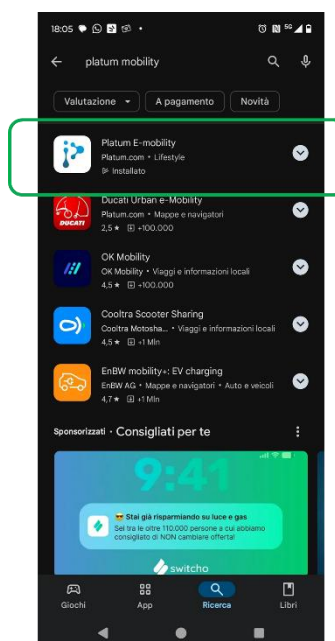 18:05
5G
platum mobility
Valutazione
A pagamento
Novità
Platum E-mobility
Platum.com • Lifestyle
Installato
DUCATI
Ducati Urban e-Mobility
Platum.com • Mappe e navigatori
2,5 ★ +100.000
OK Mobility
OK Mobility • Viaggi e informazioni locali
4,5 ★ +100.000
Cooltra Scooter Sharing
Cooltra Motosha... • Viaggi e informazioni locali
4,5 ★ +1 Mln
EnBW mobility+: EV charging
EnBW AG • Mappe e navigatori • Auto e veicoli
4,7 ★ +1 Mln
Sponsorizzati • Consigliati per te
9:41
Stai già risparmiando su luce e gas
Sei tra le oltre 110.000 persone a cui abbiamo
consigliato di NON cambiare offerta!
switcho
Giochi
App
Ricerca
Libri